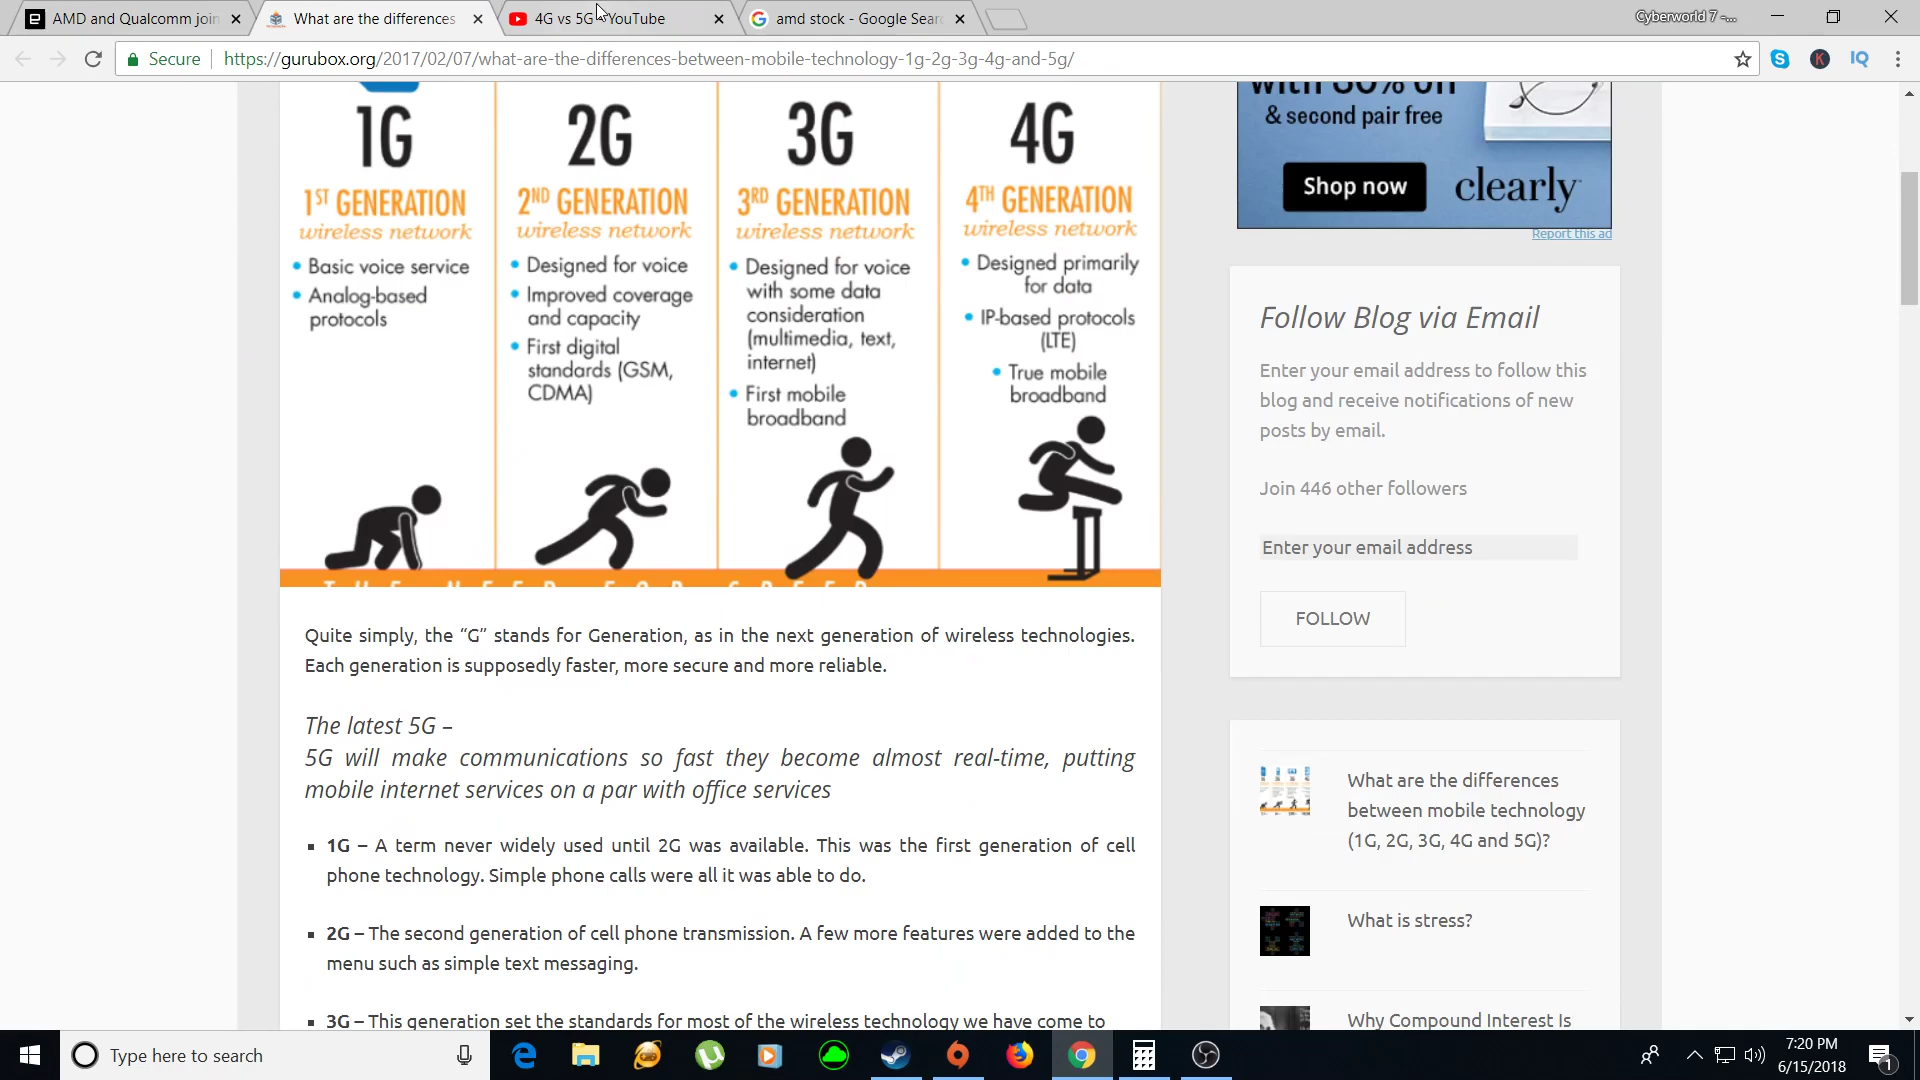 AMD and Qualcomm join
What are the differences
4G vs 5G - YouTube
amd stock - Google Sear
Cyberworld 7 -...
Secure
https://gurubox.org/2017/02/07/what-are-the-differences-between-mobile-technology-1g-2g-3g-4g-and-5g/
1G
1ST GENERATION
wireless network
• Basic voice service
• Analog-based
protocols
2G
2ND GENERATION
wireless network
• Designed for voice
• Improved coverage
and capacity
• First digital
standards (GSM,
CDMA)
3G
3RD GENERATION
wireless network
• Designed for voice
with some data
consideration
(multimedia, text,
internet)
• First mobile
broadband
4G
4TH GENERATION
wireless network
• Designed primarily
for data
• IP-based protocols
(LTE)
• True mobile
broadband
THE NEED FOR SPEED
Quite simply, the “G” stands for Generation, as in the next generation of wireless technologies.
Each generation is supposedly faster, more secure and more reliable.
The latest 5G –
5G will make communications so fast they become almost real-time, putting
mobile internet services on a par with office services
▪ 1G – A term never widely used until 2G was available. This was the first generation of cell
phone technology. Simple phone calls were all it was able to do.
▪ 2G – The second generation of cell phone transmission. A few more features were added to the
menu such as simple text messaging.
▪ 3G – This generation set the standards for most of the wireless technology we have come to
& second pair free
Shop now
clearly
Report this ad
Follow Blog via Email
Enter your email address to follow this
blog and receive notifications of new
posts by email.
Join 446 other followers
Enter your email address
FOLLOW
What are the differences
between mobile technology
(1G, 2G, 3G, 4G and 5G)?
What is stress?
Why Compound Interest Is
Type here to search
7:20 PM
6/15/2018
1